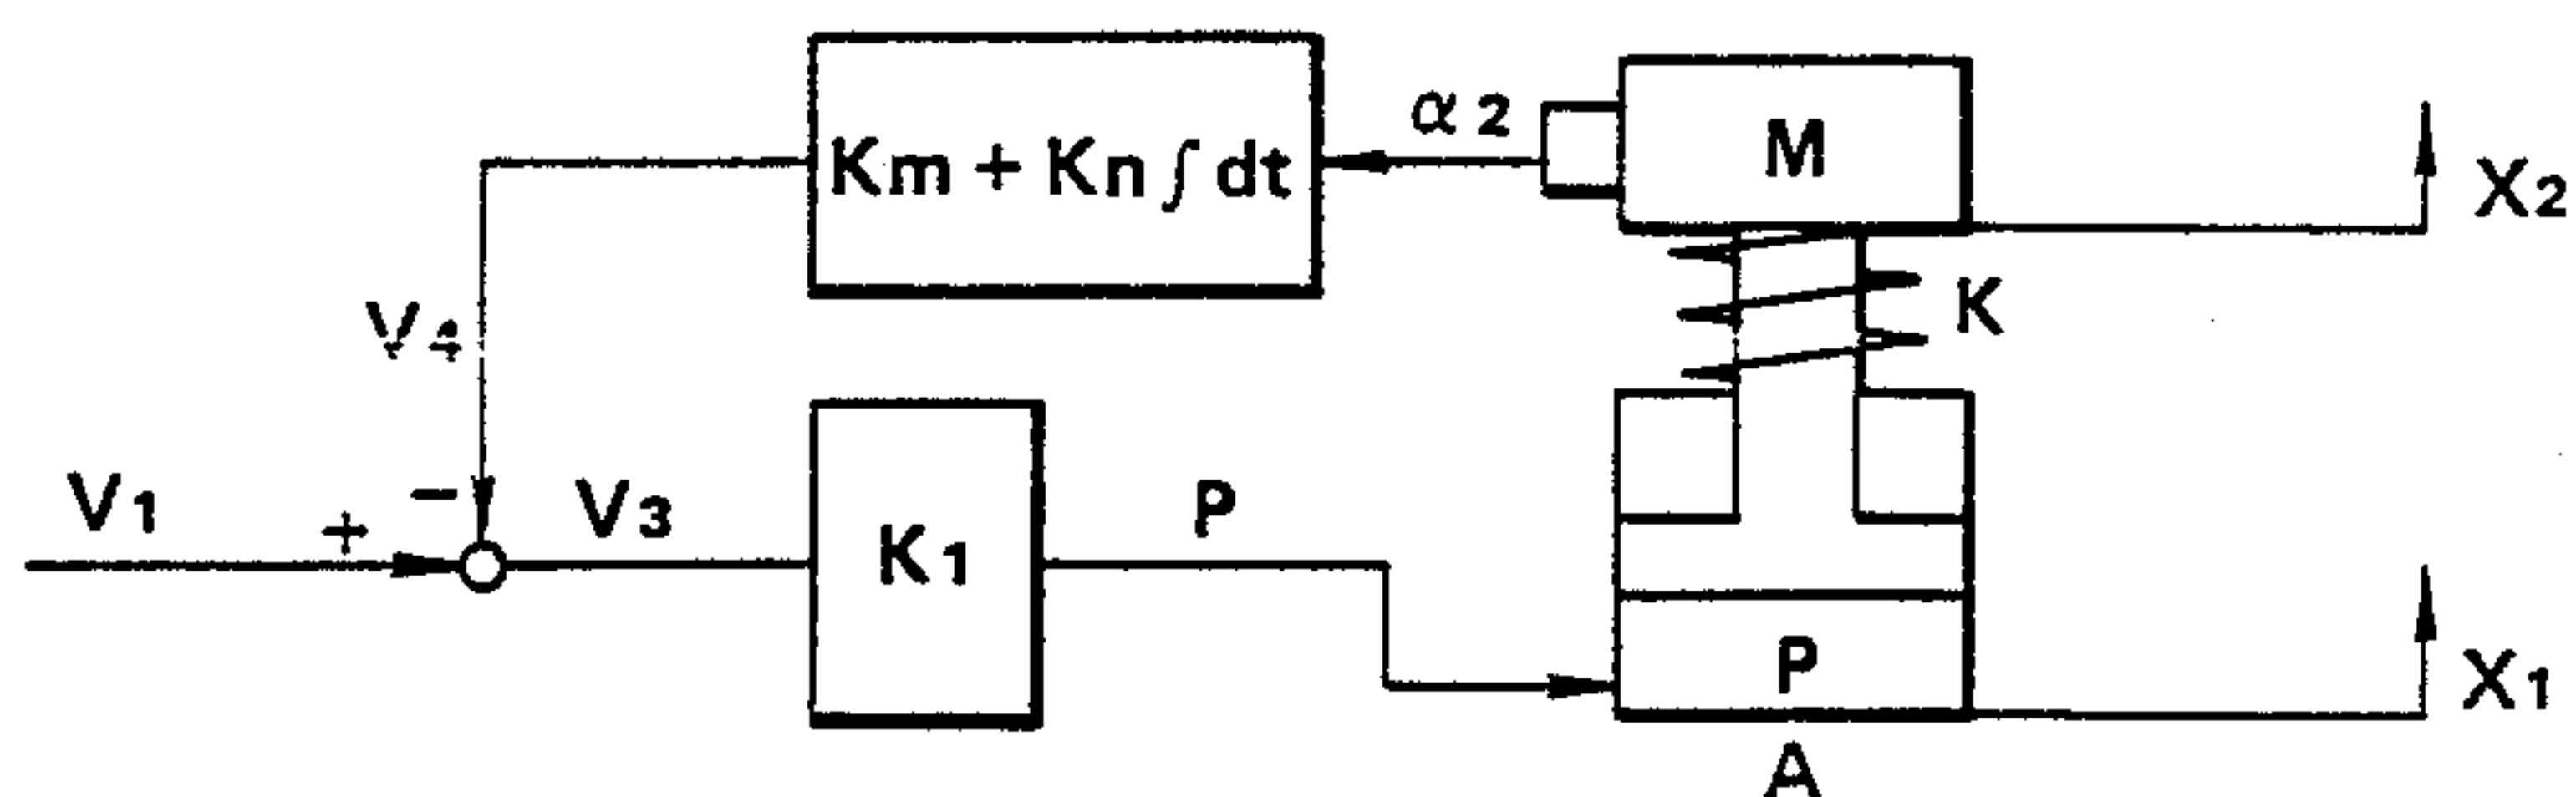 Km + Kn ∫ dt
α2
M
X2
K
V4
V1
+
−
V3
K1
P
P
X1
A